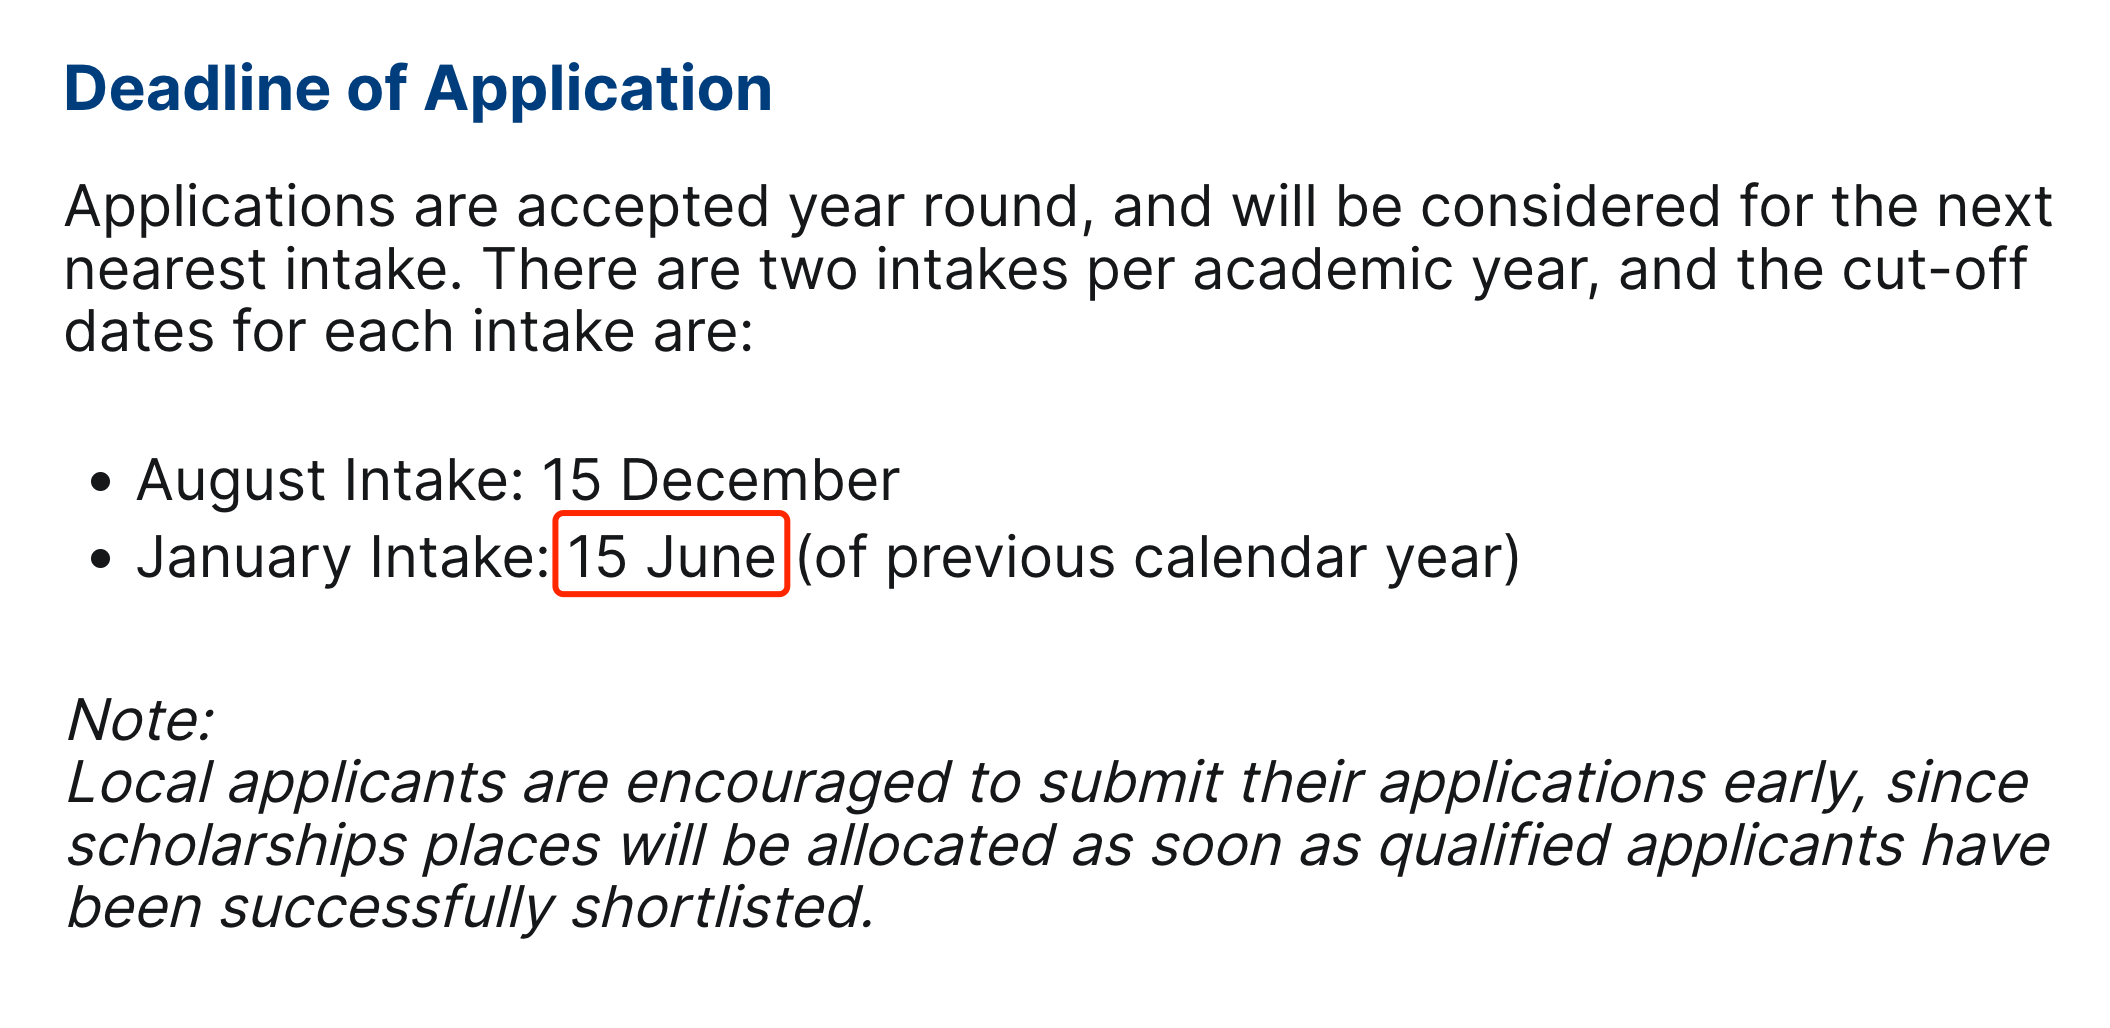 Deadline of Application
Applications are accepted year round, and will be considered for the next
nearest intake. There are two intakes per academic year, and the cut-off
dates for each intake are:
• August Intake: 15 December
• January Intake: 15 June (of previous calendar year)
Note:
Local applicants are encouraged to submit their applications early, since
scholarships places will be allocated as soon as qualified applicants have
been successfully shortlisted.